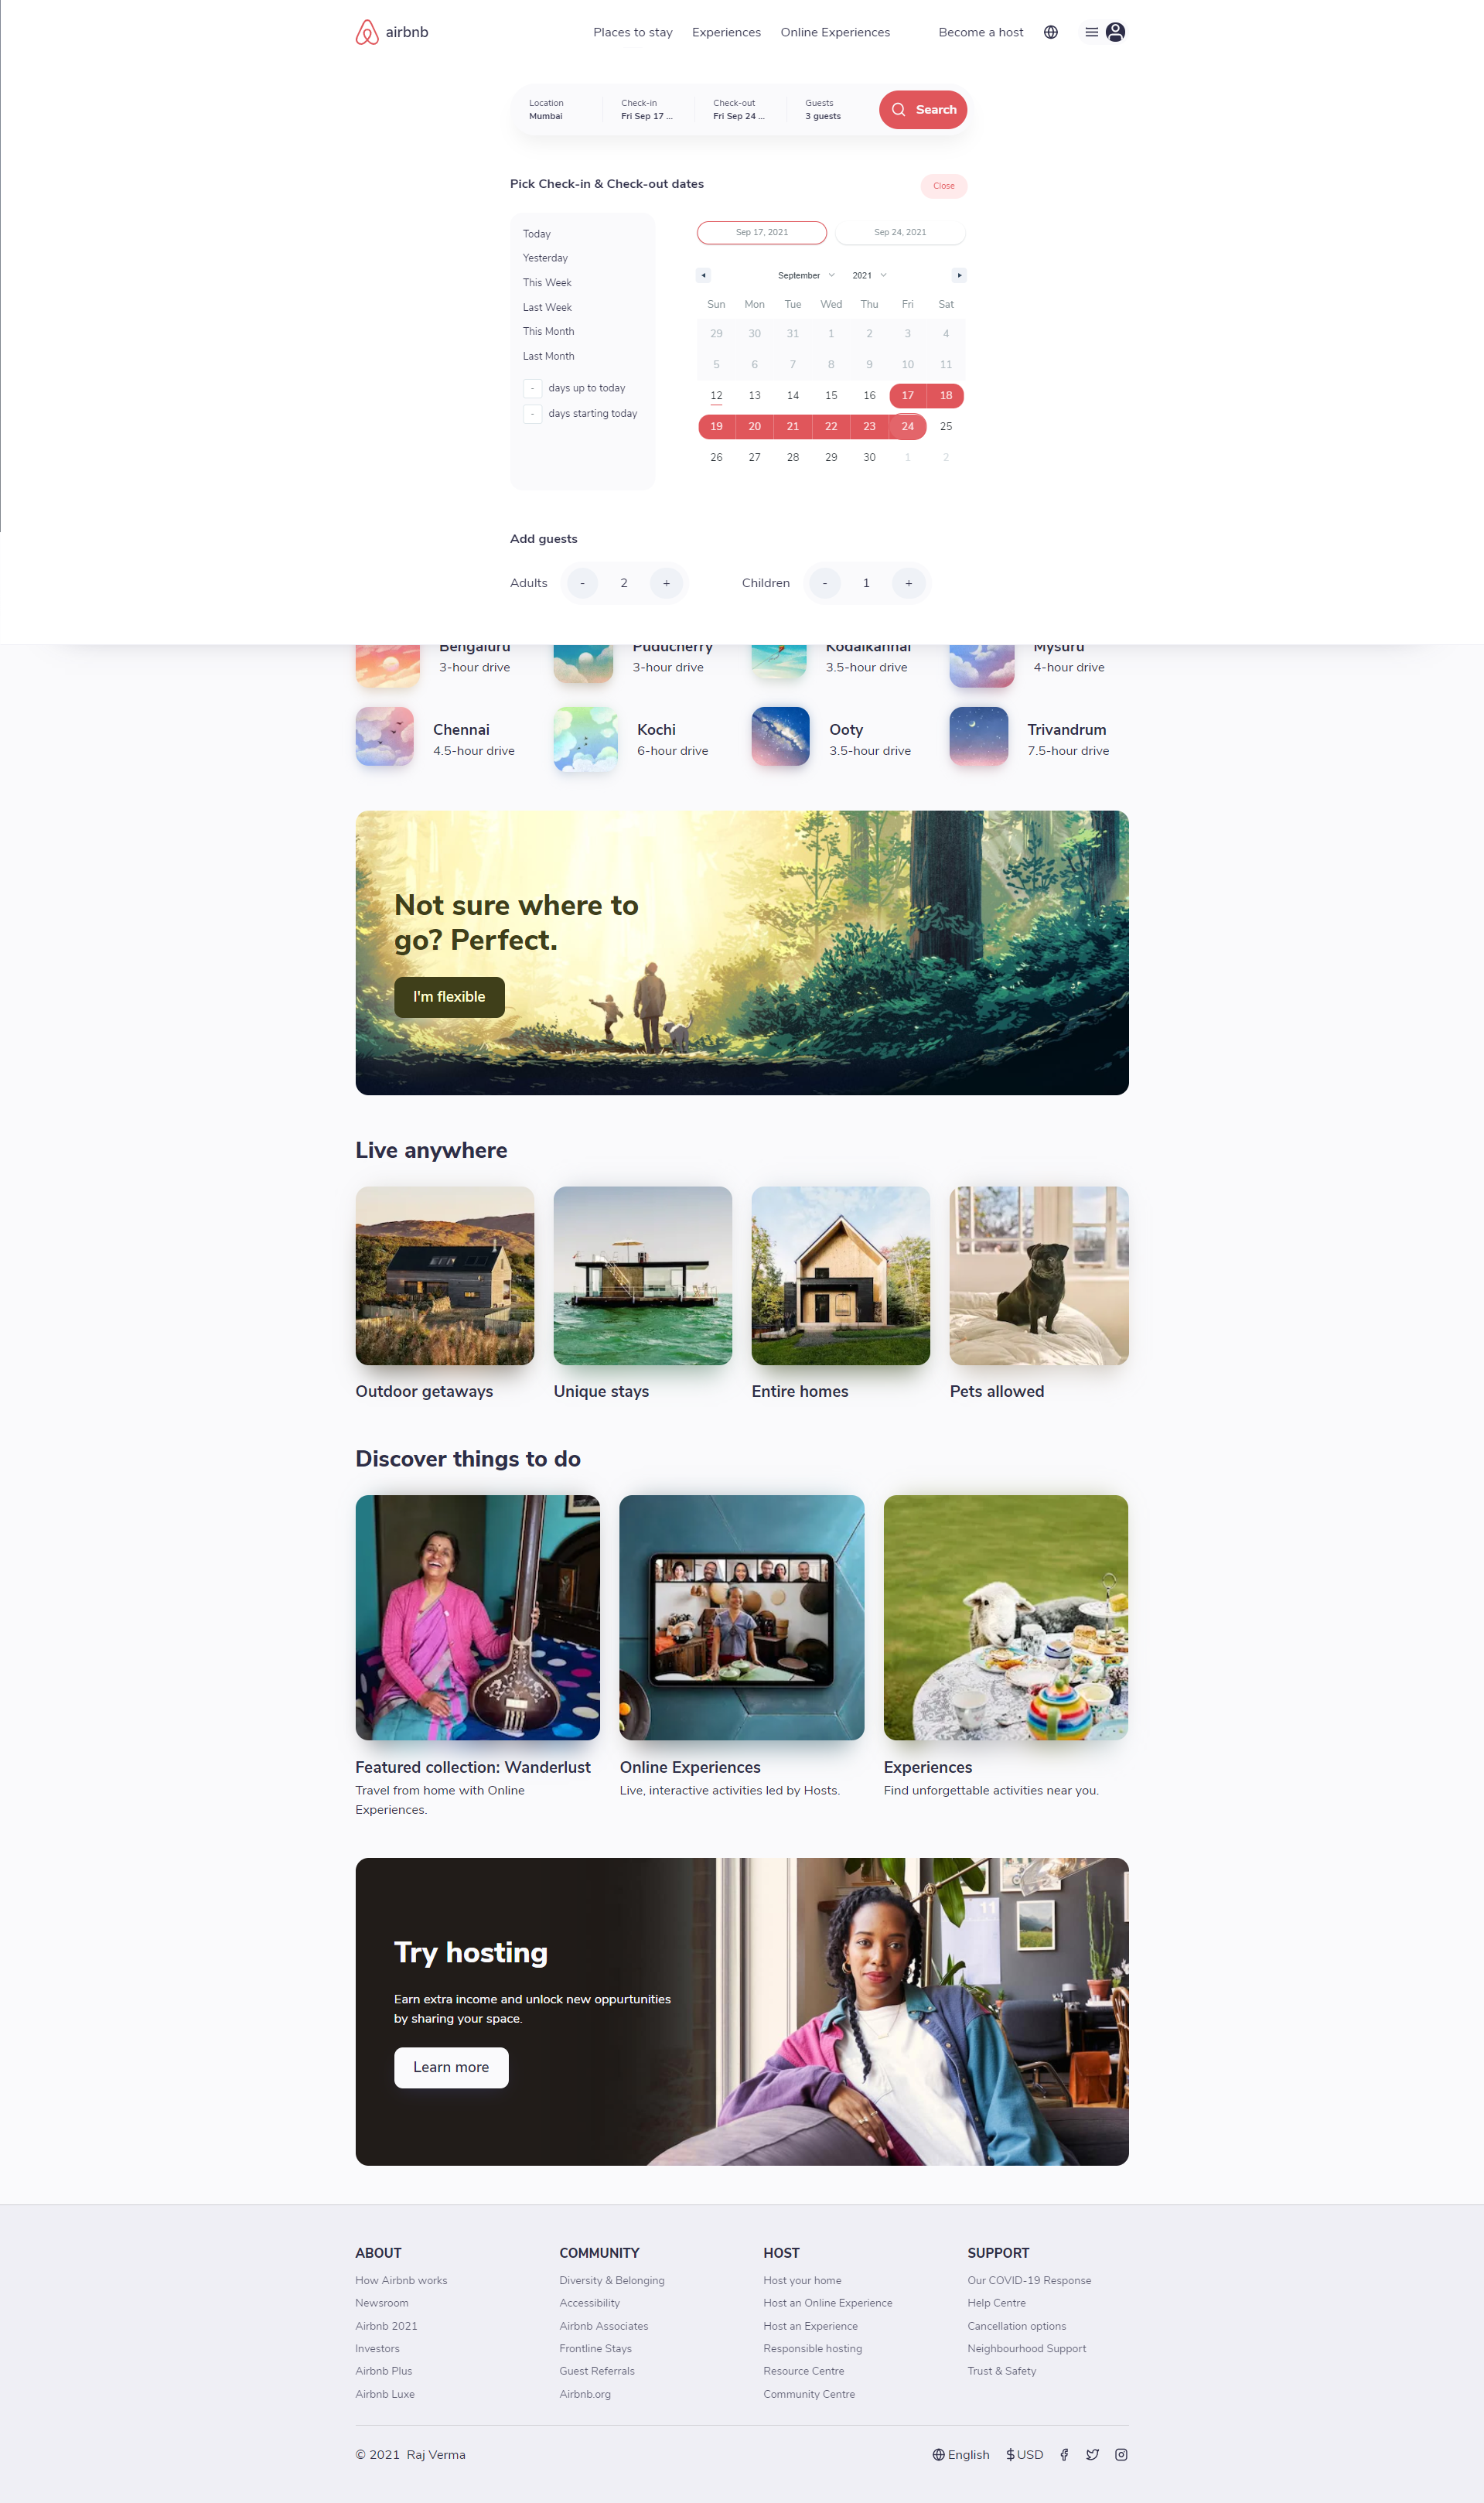 airbnb
Places to stay
Experiences
Online Experiences
Become a host
Location
Mumbai
Check-in
Fri Sep 17 ...
Check-out
Fri Sep 24 ...
Guests
3 guests
Search
Pick Check-in & Check-out dates
Close
Today
Yesterday
This Week
Last Week
This Month
Last Month
- days up to today
- days starting today
Sep 17, 2021
Sep 24, 2021
September 2021
Sun Mon Tue Wed Thu Fri Sat
29 30 31 1 2 3 4
5 6 7 8 9 10 11
12 13 14 15 16 17 18
19 20 21 22 23 24 25
26 27 28 29 30 1 2
Add guests
Adults - 2 +
Children - 1 +
Bengaluru
3-hour drive
Puducherry
3-hour drive
Kodaikannal
3.5-hour drive
Mysuru
4-hour drive
Chennai
4.5-hour drive
Kochi
6-hour drive
Ooty
3.5-hour drive
Trivandrum
7.5-hour drive
Not sure where to
go? Perfect.
I'm flexible
Live anywhere
Outdoor getaways
Unique stays
Entire homes
Pets allowed
Discover things to do
Featured collection: Wanderlust
Travel from home with Online
Experiences.
Online Experiences
Live, interactive activities led by Hosts.
Experiences
Find unforgettable activities near you.
11
Try hosting
Earn extra income and unlock new oppurtunities
by sharing your space.
Learn more
ABOUT
How Airbnb works
Newsroom
Airbnb 2021
Investors
Airbnb Plus
Airbnb Luxe
COMMUNITY
Diversity & Belonging
Accessibility
Airbnb Associates
Frontline Stays
Guest Referrals
Airbnb.org
HOST
Host your home
Host an Online Experience
Host an Experience
Responsible hosting
Resource Centre
Community Centre
SUPPORT
Our COVID-19 Response
Help Centre
Cancellation options
Neighbourhood Support
Trust & Safety
© 2021 Raj Verma
English
$USD